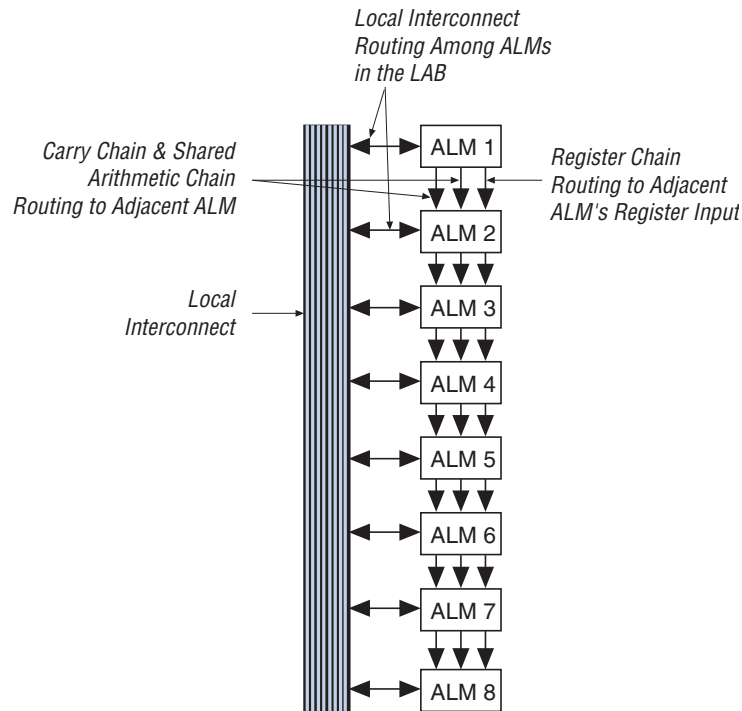 Local Interconnect
Routing Among ALMs
in the LAB
Carry Chain & Shared
Arithmetic Chain
Routing to Adjacent ALM
Register Chain
Routing to Adjacent
ALM's Register Input
Local
Interconnect
ALM 1
ALM 2
ALM 3
ALM 4
ALM 5
ALM 6
ALM 7
ALM 8